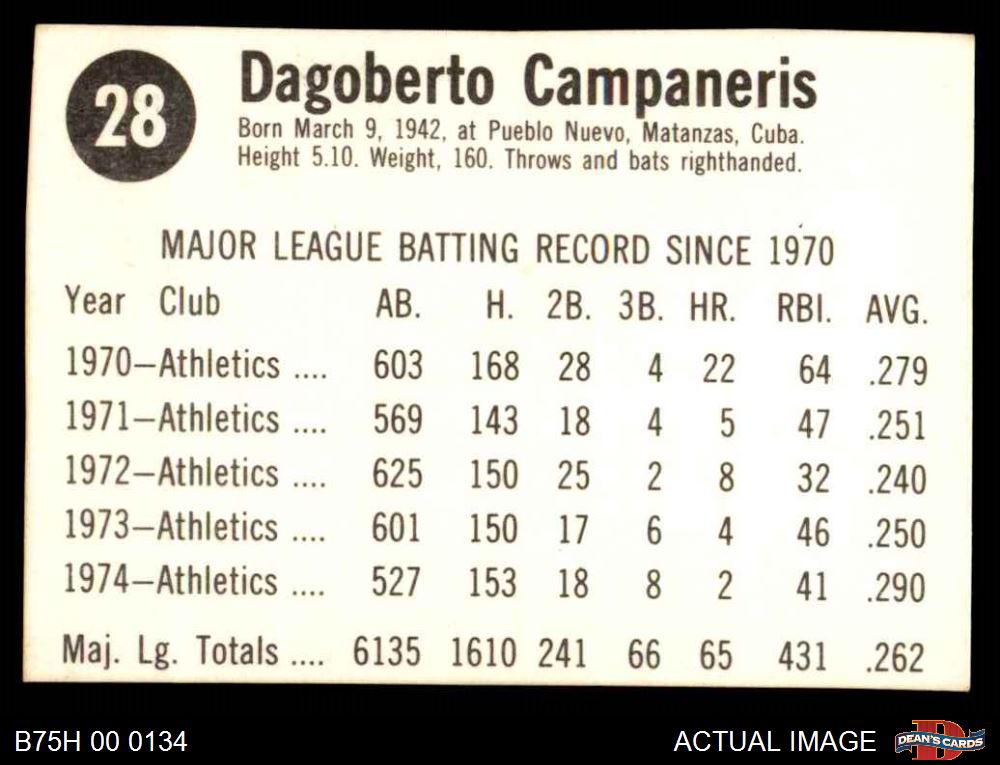 28
Dagoberto Campaneris
Born March 9, 1942, at Pueblo Nuevo, Matanzas, Cuba.
Height 5.10. Weight, 160. Throws and bats righthanded.
MAJOR LEAGUE BATTING RECORD SINCE 1970
Year Club AB. H. 2B. 3B. HR. RBI. AVG.
1970—Athletics .... 603 168 28 4 22 64 .279
1971—Athletics .... 569 143 18 4 5 47 .251
1972—Athletics .... 625 150 25 2 8 32 .240
1973—Athletics .... 601 150 17 6 4 46 .250
1974—Athletics .... 527 153 18 8 2 41 .290
Maj. Lg. Totals .... 6135 1610 241 66 65 431 .262
B75H 00 0134 ACTUAL IMAGE DEAN'S CARDS